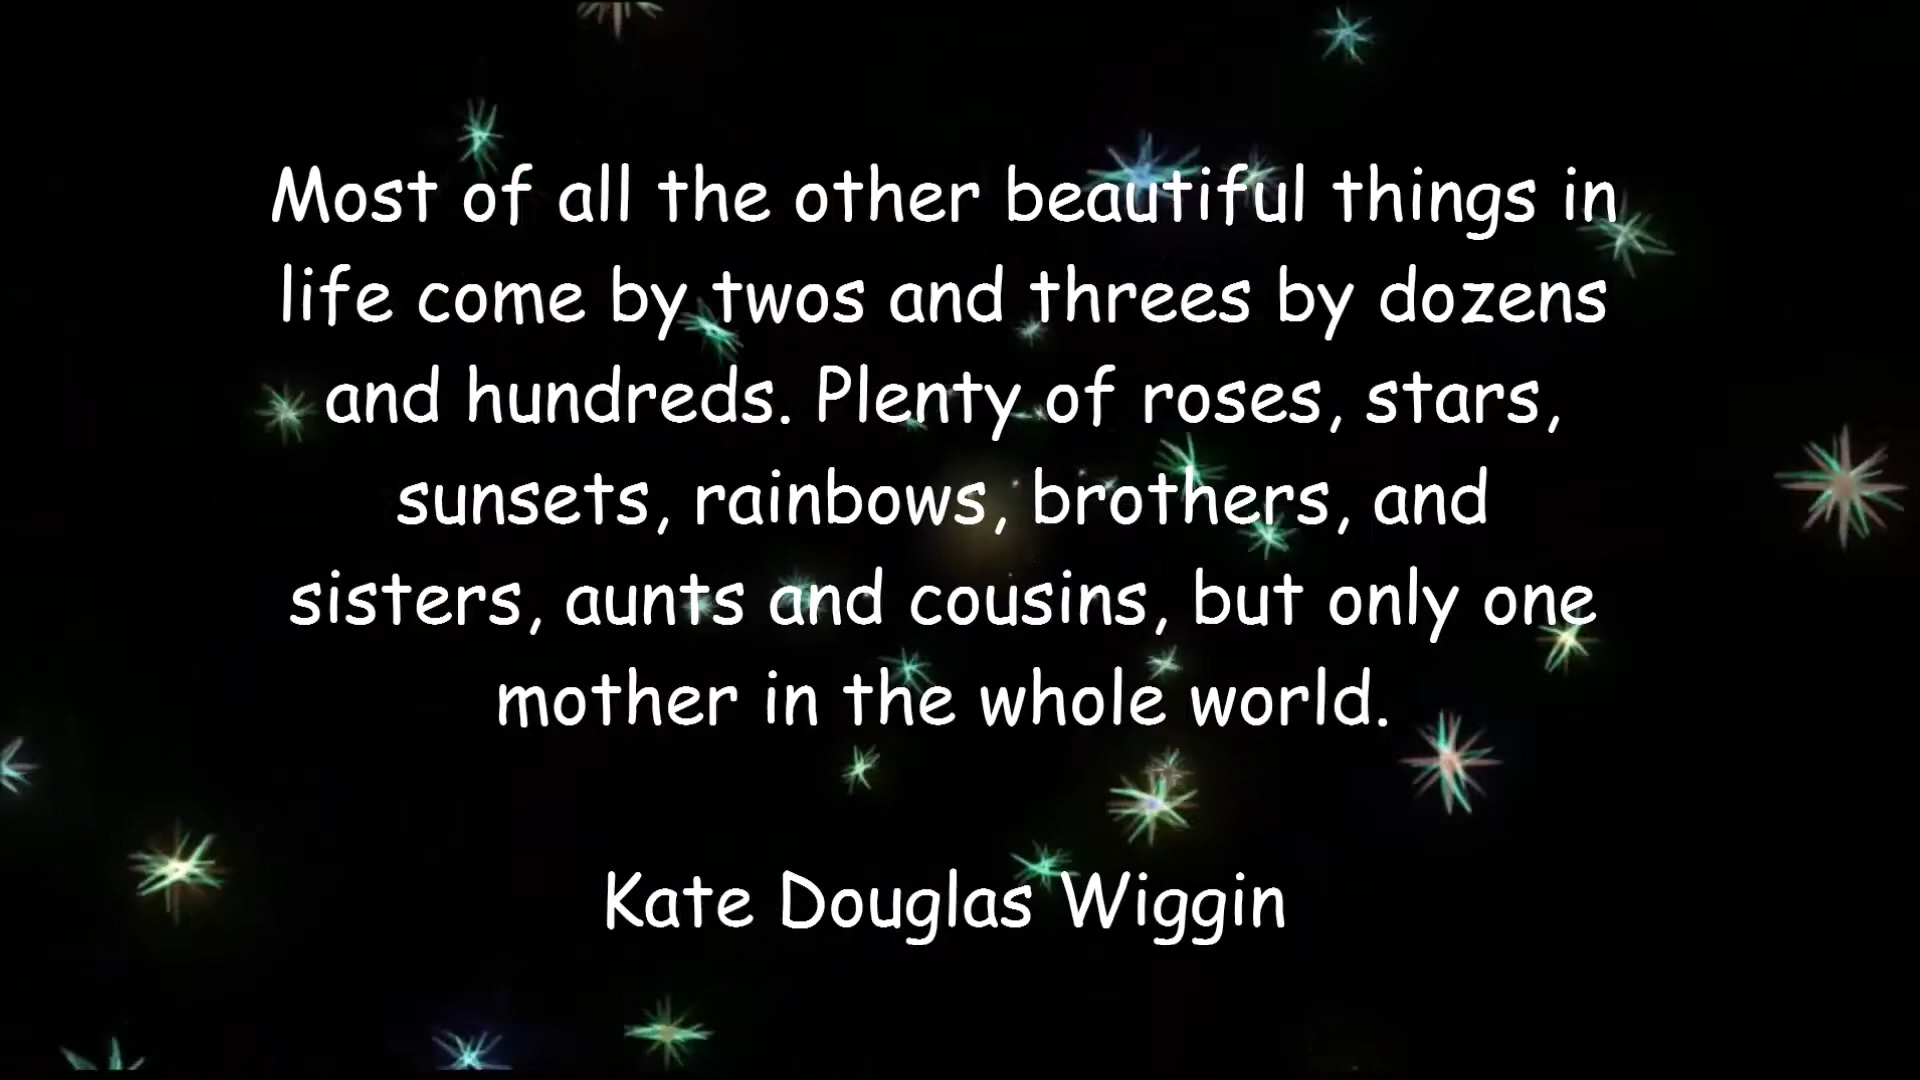 Most of all the other beautiful things in
life come by twos and threes by dozens
and hundreds. Plenty of roses, stars,
sunsets, rainbows, brothers, and
sisters, aunts and cousins, but only one
mother in the whole world.
Kate Douglas Wiggin